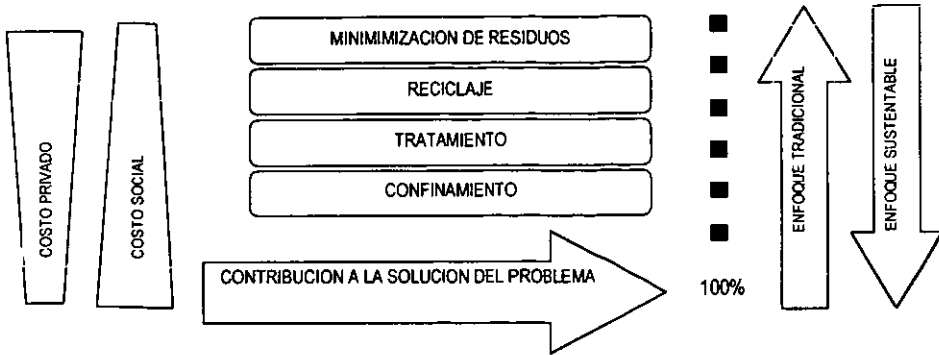 COSTO PRIVADO
COSTO SOCIAL
MINIMIMIZACION DE RESIDUOS
RECICLAJE
TRATAMIENTO
CONFINAMIENTO
CONTRIBUCION A LA SOLUCION DEL PROBLEMA
100%
ENFOQUE TRADICIONAL
ENFOQUE SUSTENTABLE